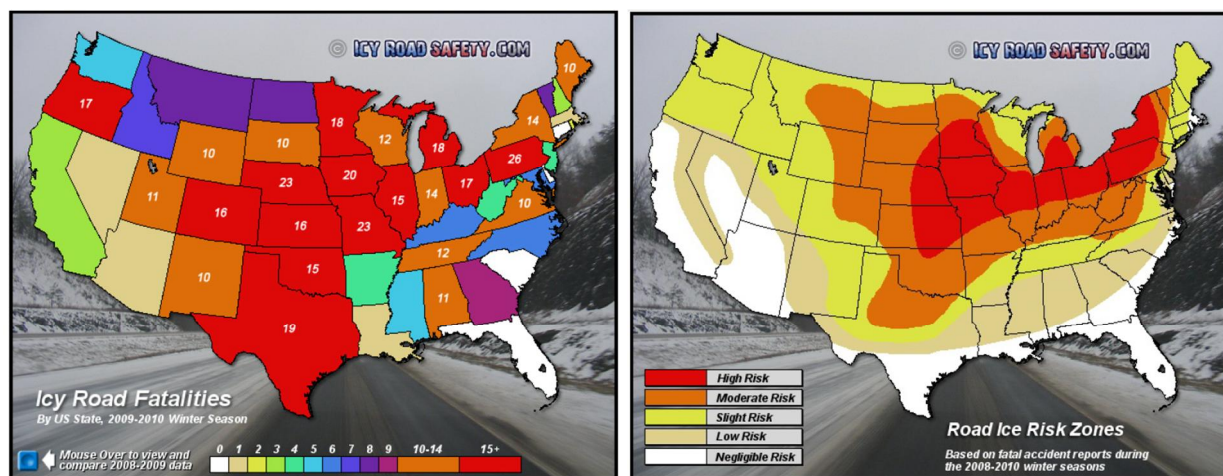 © ICY ROAD SAFETY.COM
10
17
18
10
12
14
10
18
26
23
20
11
15
14
17
16
16
23
10
12
10
15
11
19
Icy Road Fatalities
By US State, 2009-2010 Winter Season
Mouse Over to view and
compare 2008-2009 data
0 1 2 3 4 5 6 7 8 9 10-14 15+
© ICY ROAD SAFETY.COM
High Risk
Moderate Risk
Slight Risk
Low Risk
Negligible Risk
Road Ice Risk Zones
Based on fatal accident reports during
the 2008-2010 winter seasons